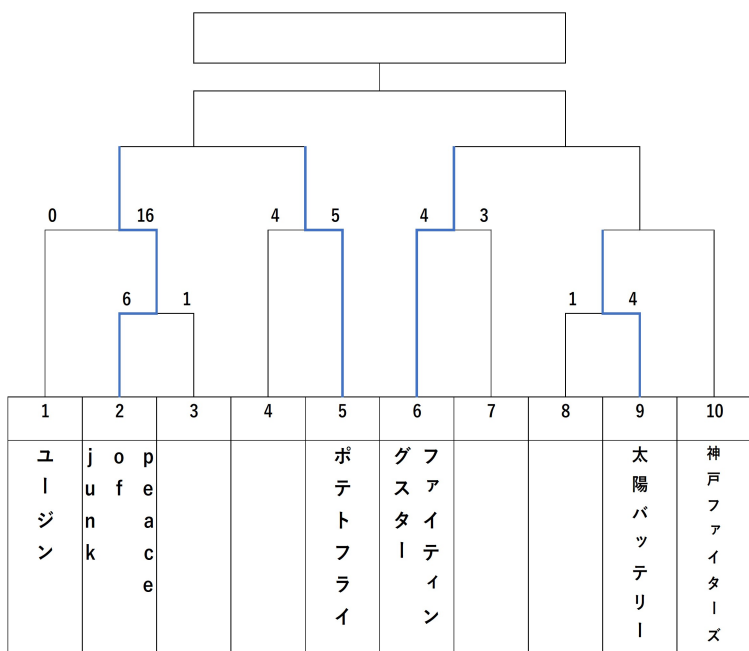 0 16 4 5 4 3
6 1 1 4
1 2 3 4 5 6 7 8 9 10
ユージン
peace
of
junk
ポテトフライ
ファイティン
グスター
太陽バッテリー
神戸ファイターズ